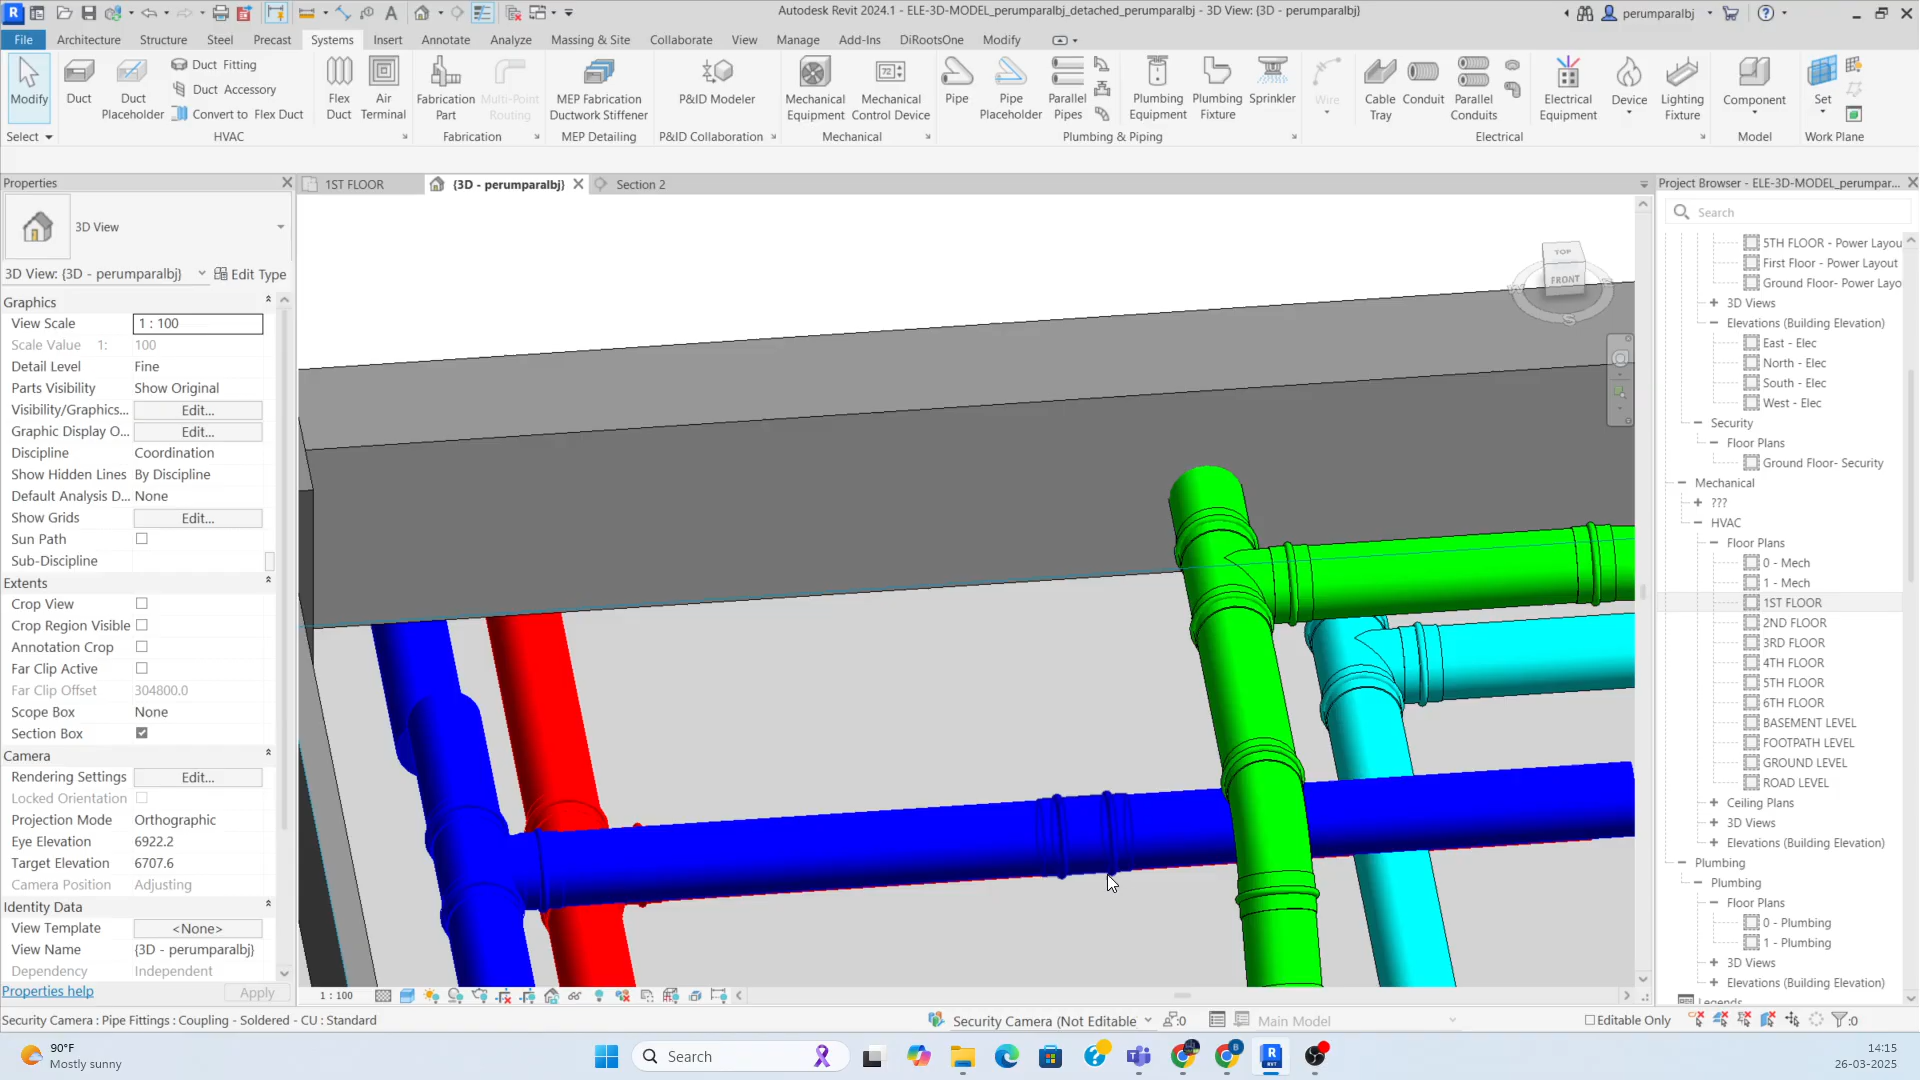 Autodesk Revit 2024.1 - ELE-3D-MODEL_perumparalbj_detached_perumparalbj - 3D View: {3D - perumparalbj}
perumparalbj
File Architecture Structure Steel Precast Systems Insert Annotate Analyze Massing & Site Collaborate View Manage Add-Ins DiRootsOne Modify
Modify
Select
Duct
Duct Placeholder
Duct Fitting
Duct Accessory
Convert to Flex Duct
Flex Duct
Air Terminal
HVAC
Fabrication Part
Multi-Point Routing
Fabrication
MEP Fabrication Ductwork Stiffener
MEP Detailing
P&ID Modeler
P&ID Collaboration
Mechanical Equipment
Mechanical Control Device
Mechanical
Pipe
Pipe Placeholder
Parallel Pipes
Plumbing Equipment
Plumbing Fixture
Sprinkler
Plumbing & Piping
Wire
Cable Tray
Conduit
Parallel Conduits
Electrical Equipment
Device
Lighting Fixture
Electrical
Component
Model
Set
Work Plane
Properties
3D View
3D View: {3D - perumparalbj}
Edit Type
Graphics
View Scale 1 : 100
Scale Value 1: 100
Detail Level Fine
Parts Visibility Show Original
Visibility/Graphics... Edit...
Graphic Display O... Edit...
Discipline Coordination
Show Hidden Lines By Discipline
Default Analysis D... None
Show Grids Edit...
Sun Path
Sub-Discipline
Extents
Crop View
Crop Region Visible
Annotation Crop
Far Clip Active
Far Clip Offset 304800.0
Scope Box None
Section Box
Camera
Rendering Settings Edit...
Locked Orientation
Projection Mode Orthographic
Eye Elevation 6922.2
Target Elevation 6707.6
Camera Position Adjusting
Identity Data
View Template <None>
View Name {3D - perumparalbj}
Dependency Independent
Properties help
Apply
1ST FLOOR
{3D - perumparalbj}
Section 2
TOP
FRONT
S
1 : 100
Project Browser - ELE-3D-MODEL_perumpar...
Search
5TH FLOOR - Power Layou
First Floor - Power Layout
Ground Floor- Power Layo
3D Views
Elevations (Building Elevation)
East - Elec
North - Elec
South - Elec
West - Elec
Security
Floor Plans
Ground Floor- Security
Mechanical
???
HVAC
Floor Plans
0 - Mech
1 - Mech
1ST FLOOR
2ND FLOOR
3RD FLOOR
4TH FLOOR
5TH FLOOR
6TH FLOOR
BASEMENT LEVEL
FOOTPATH LEVEL
GROUND LEVEL
ROAD LEVEL
Ceiling Plans
3D Views
Elevations (Building Elevation)
Plumbing
Plumbing
Floor Plans
0 - Plumbing
1 - Plumbing
3D Views
Elevations (Building Elevation)
Legends
Security Camera : Pipe Fittings : Coupling - Soldered - CU : Standard
Security Camera (Not Editable
:0
Main Model
Editable Only
:0
90°F
Mostly sunny
Search
14:15
26-03-2025